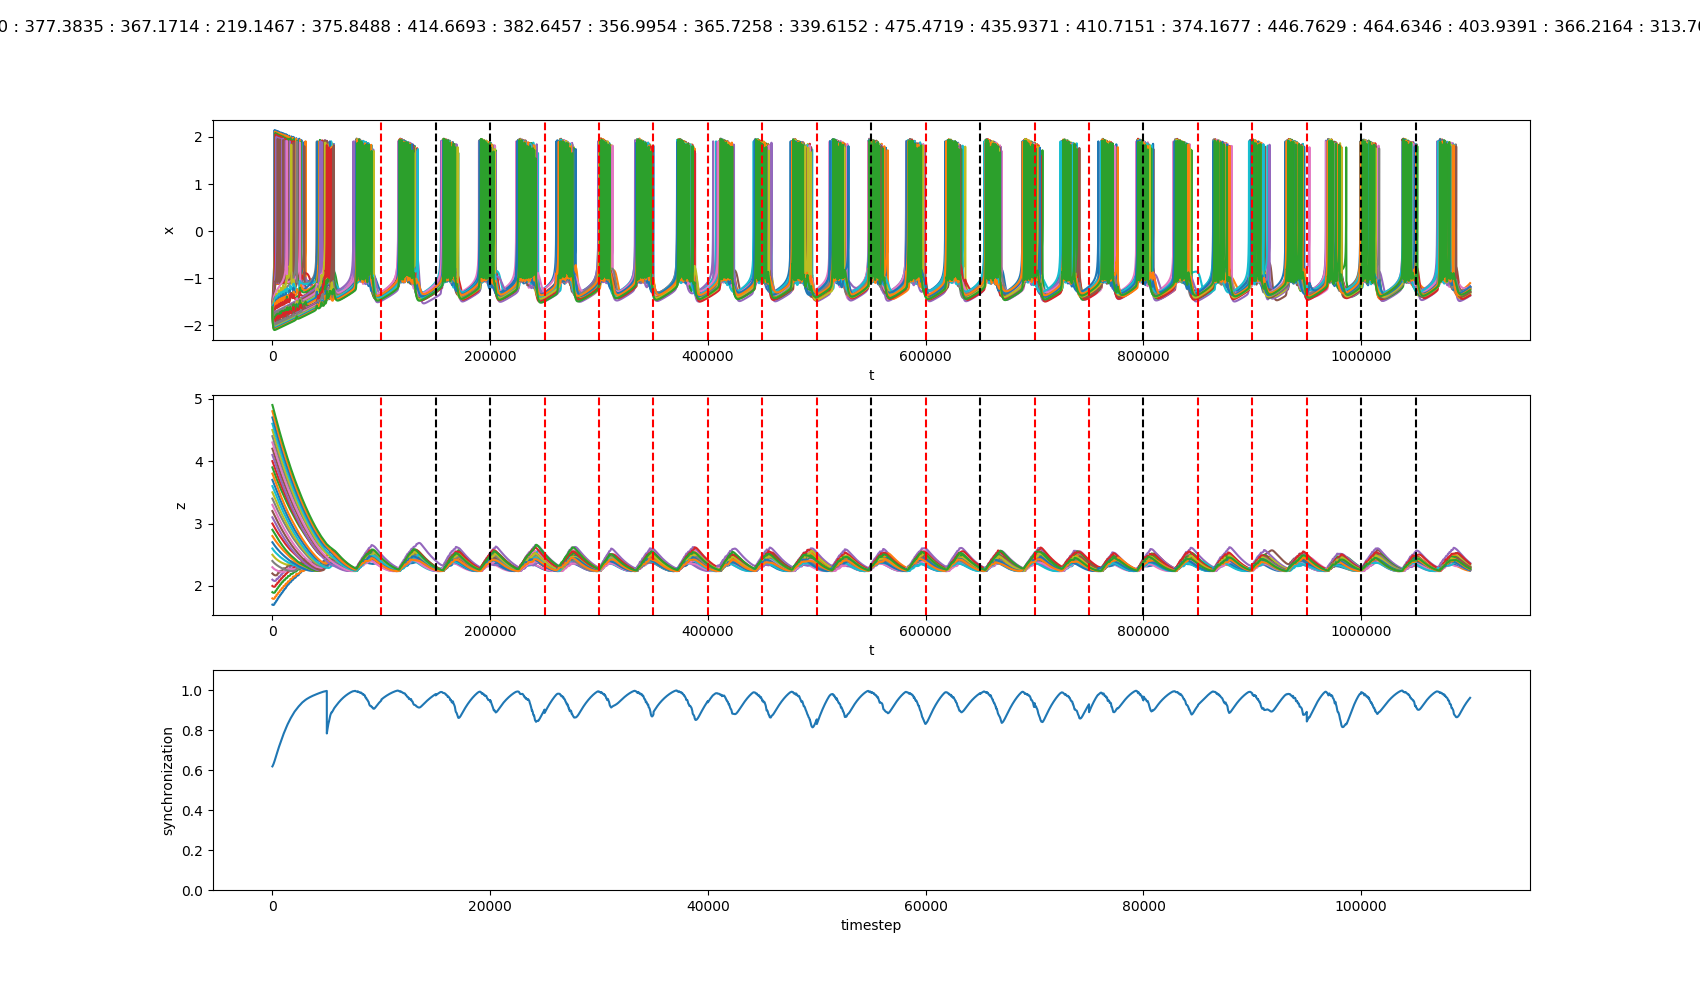 0 : 377.3835 : 367.1714 : 219.1467 : 375.8488 : 414.6693 : 382.6457 : 356.9954 : 365.7258 : 339.6152 : 475.4719 : 435.9371 : 410.7151 : 374.1677 : 446.7629 : 464.6346 : 403.9391 : 366.2164 : 313.70
2
1
0
−1
−2
x
0 200000 400000 600000 800000 1000000
t
5
4
3
2
z
0 200000 400000 600000 800000 1000000
t
1.0
0.8
0.6
0.4
0.2
0.0
synchronization
0 20000 40000 60000 80000 100000
timestep